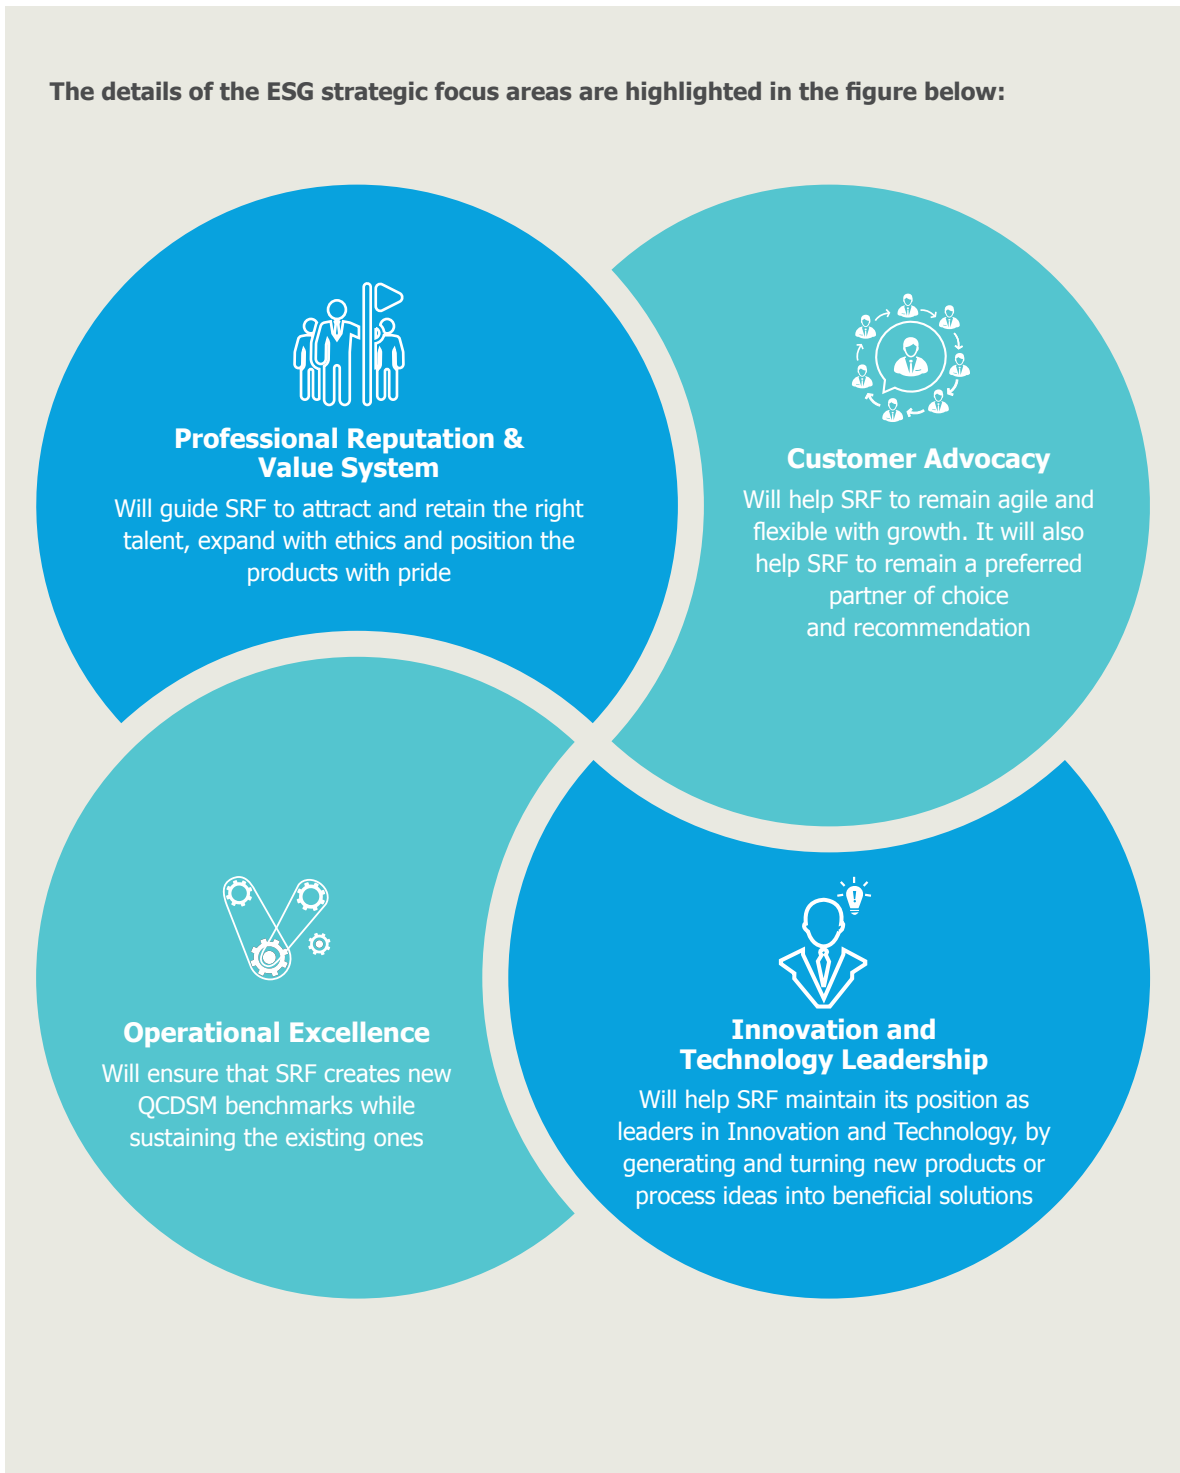 The details of the ESG strategic focus areas are highlighted in the figure below:
Professional Reputation &
Value System
Will guide SRF to attract and retain the right
talent, expand with ethics and position the
products with pride
Customer Advocacy
Will help SRF to remain agile and
flexible with growth. It will also
help SRF to remain a preferred
partner of choice
and recommendation
Operational Excellence
Will ensure that SRF creates new
QCDSM benchmarks while
sustaining the existing ones
Innovation and
Technology Leadership
Will help SRF maintain its position as
leaders in Innovation and Technology, by
generating and turning new products or
process ideas into beneficial solutions